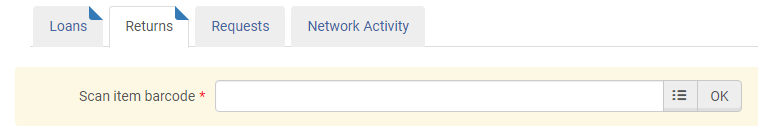 Loans Returns Requests Network Activity
Scan item barcode * OK